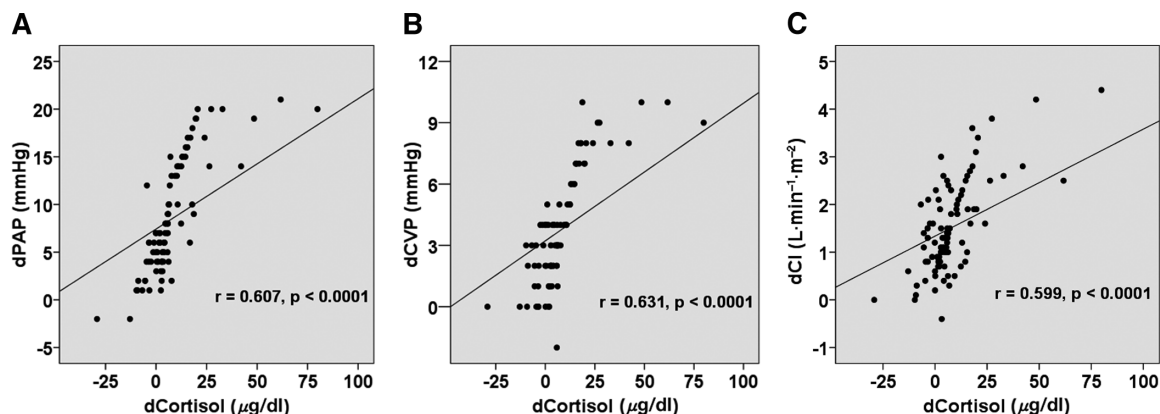 A
dPAP (mmHg)
25
20
15
10
5
0
-5
r = 0.607, p < 0.0001
-25 0 25 50 75 100
dCortisol (µg/dl)
B
dCVP (mmHg)
12
9
6
3
0
r = 0.631, p < 0.0001
-25 0 25 50 75 100
dCortisol (µg/dl)
C
dCI (L·min⁻¹·m⁻²)
5
4
3
2
1
0
-1
r = 0.599, p < 0.0001
-25 0 25 50 75 100
dCortisol (µg/dl)